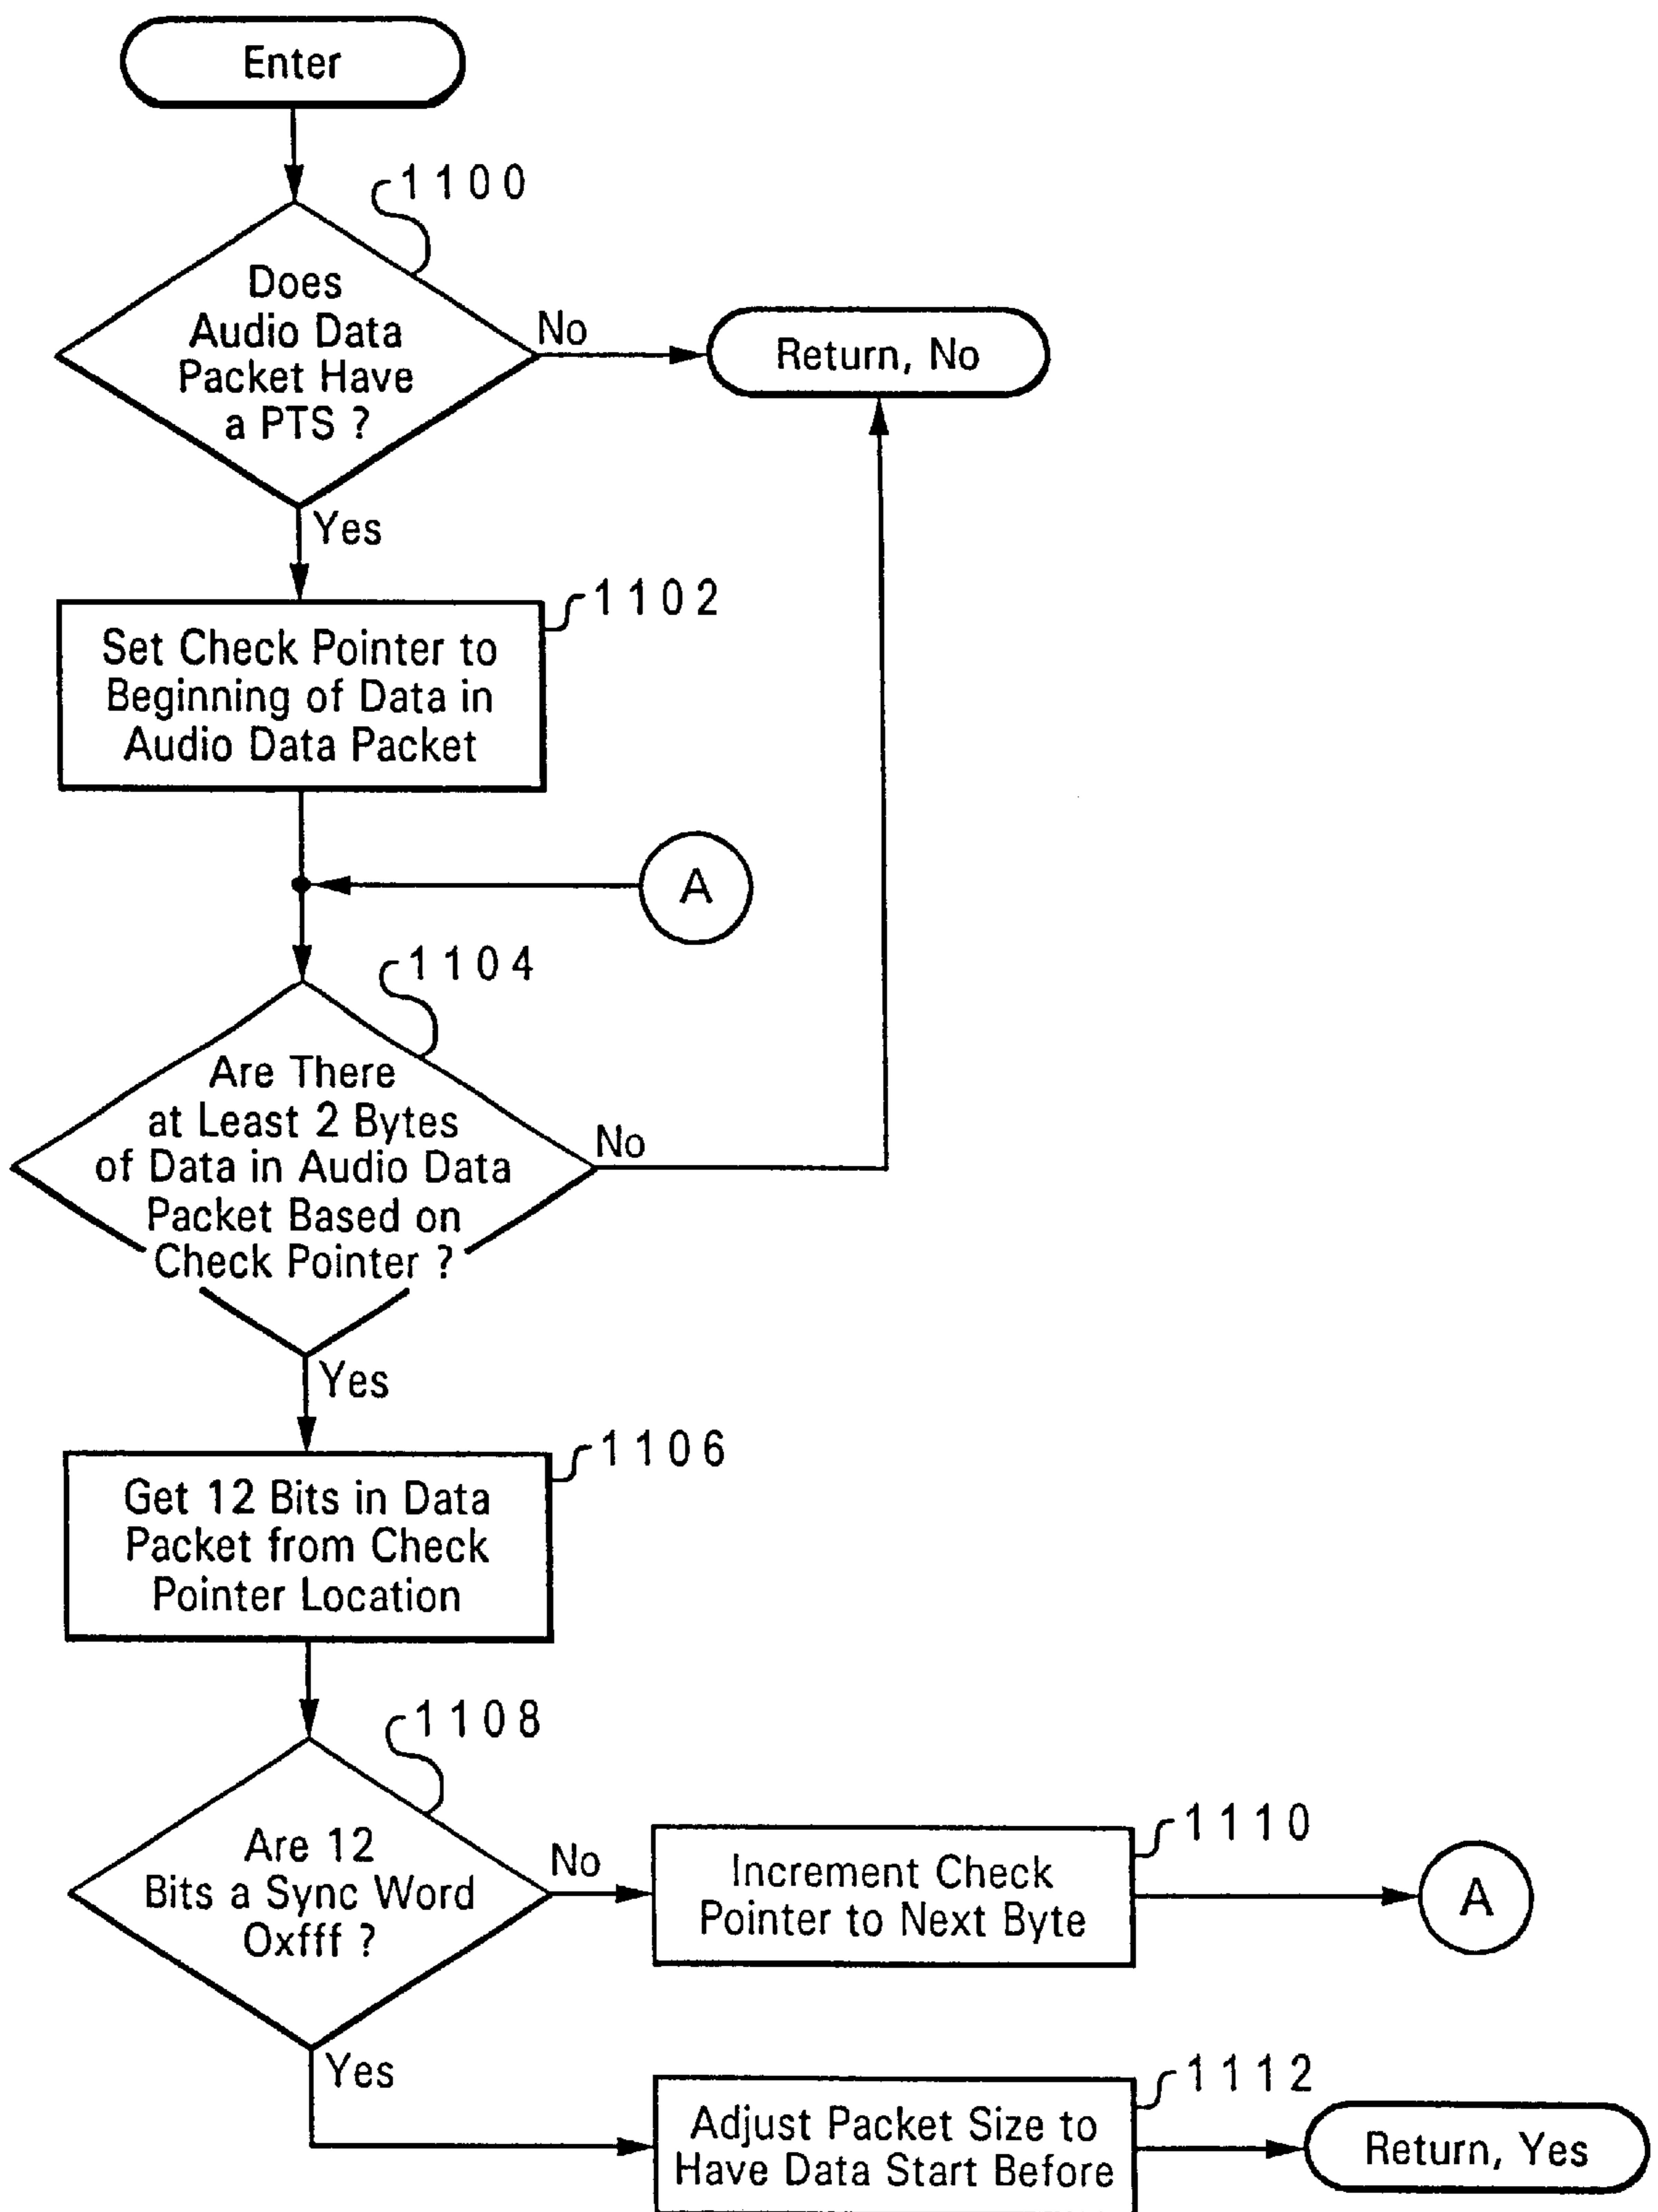 Enter
1100
Does
Audio Data
Packet Have
a PTS ?
No
Return, No
Yes
1102
Set Check Pointer to
Beginning of Data in
Audio Data Packet
A
1104
Are There
at Least 2 Bytes
of Data in Audio Data
Packet Based on
Check Pointer ?
No
Yes
1106
Get 12 Bits in Data
Packet from Check
Pointer Location
1108
Are 12
Bits a Sync Word
Oxfff ?
No
1110
Increment Check
Pointer to Next Byte
A
Yes
1112
Adjust Packet Size to
Have Data Start Before
Return, Yes